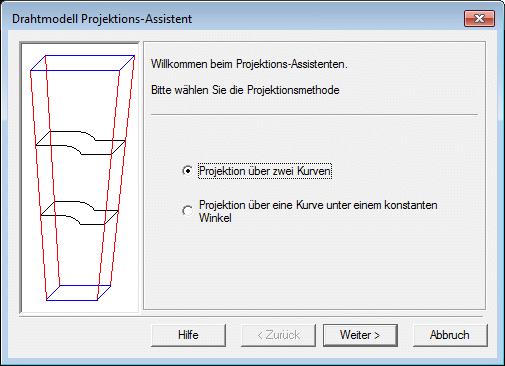 Drahtmodell Projektions-Assistent
Willkommen beim Projektions-Assistenten.
Bitte wählen Sie die Projektionsmethode
Projektion über zwei Kurven
Projektion über eine Kurve unter einem konstanten
Winkel
Hilfe
< Zurück
Weiter >
Abbruch